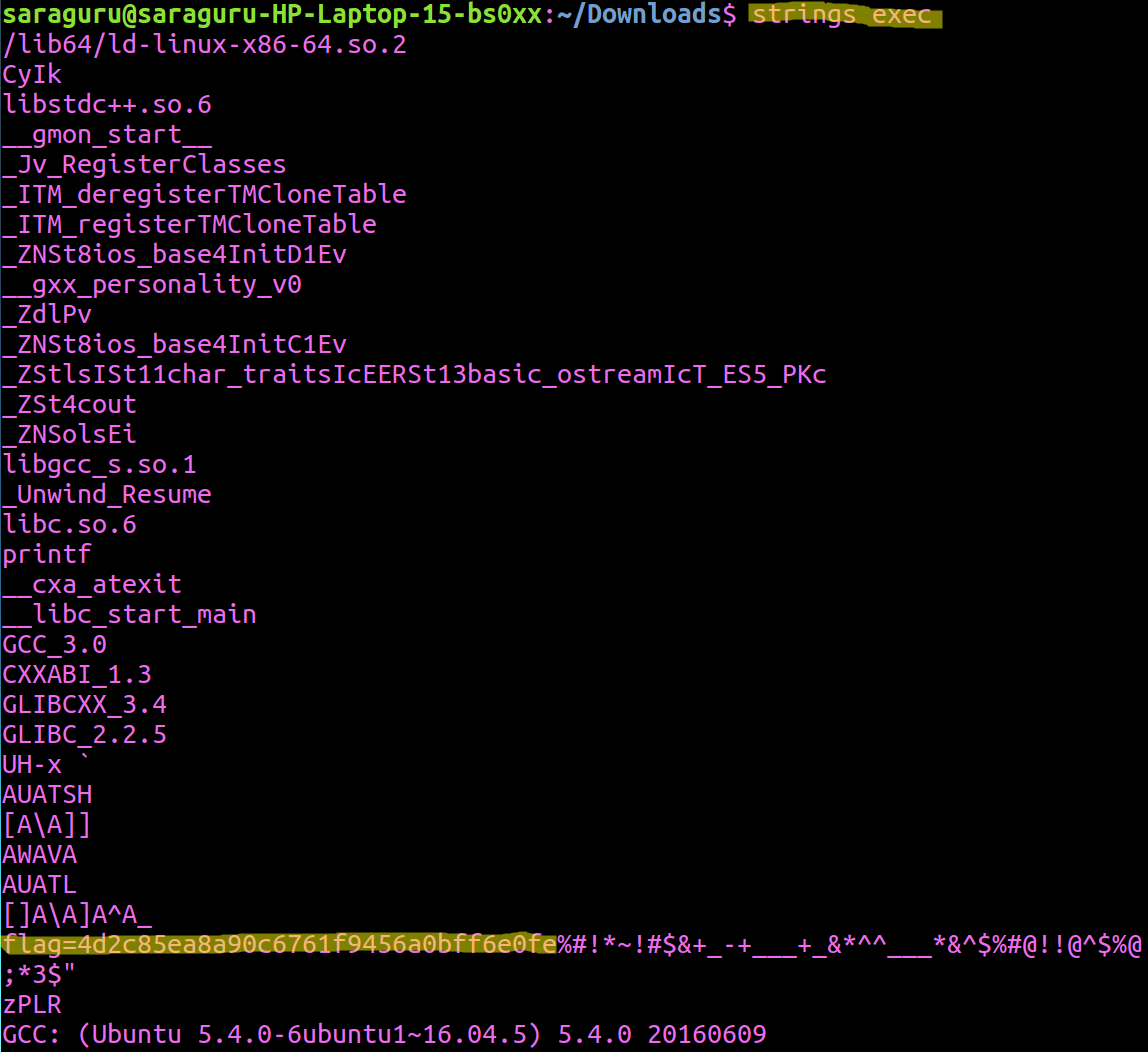 saraguru@saraguru-HP-Laptop-15-bs0xx:~/Downloads$ strings exec
/lib64/ld-linux-x86-64.so.2
CyIk
libstdc++.so.6
__gmon_start__
_Jv_RegisterClasses
_ITM_deregisterTMCloneTable
_ITM_registerTMCloneTable
_ZNSt8ios_base4InitD1Ev
__gxx_personality_v0
_ZdlPv
_ZNSt8ios_base4InitC1Ev
_ZStlsISt11char_traitsIcEERSt13basic_ostreamIcT_ES5_PKc
_ZSt4cout
_ZNSolsEi
libgcc_s.so.1
_Unwind_Resume
libc.so.6
printf
__cxa_atexit
__libc_start_main
GCC_3.0
CXXABI_1.3
GLIBCXX_3.4
GLIBC_2.2.5
UH-x `
AUATSH
[A\A]]
AWAVA
AUATL
[]A\A]A^A_
flag=4d2c85ea8a90c6761f9456a0bff6e0fe%#!*~!#$&+_-+___+_&*^^___*&^$%#@!!@^$%@
;*3$"
zPLR
GCC: (Ubuntu 5.4.0-6ubuntu1~16.04.5) 5.4.0 20160609